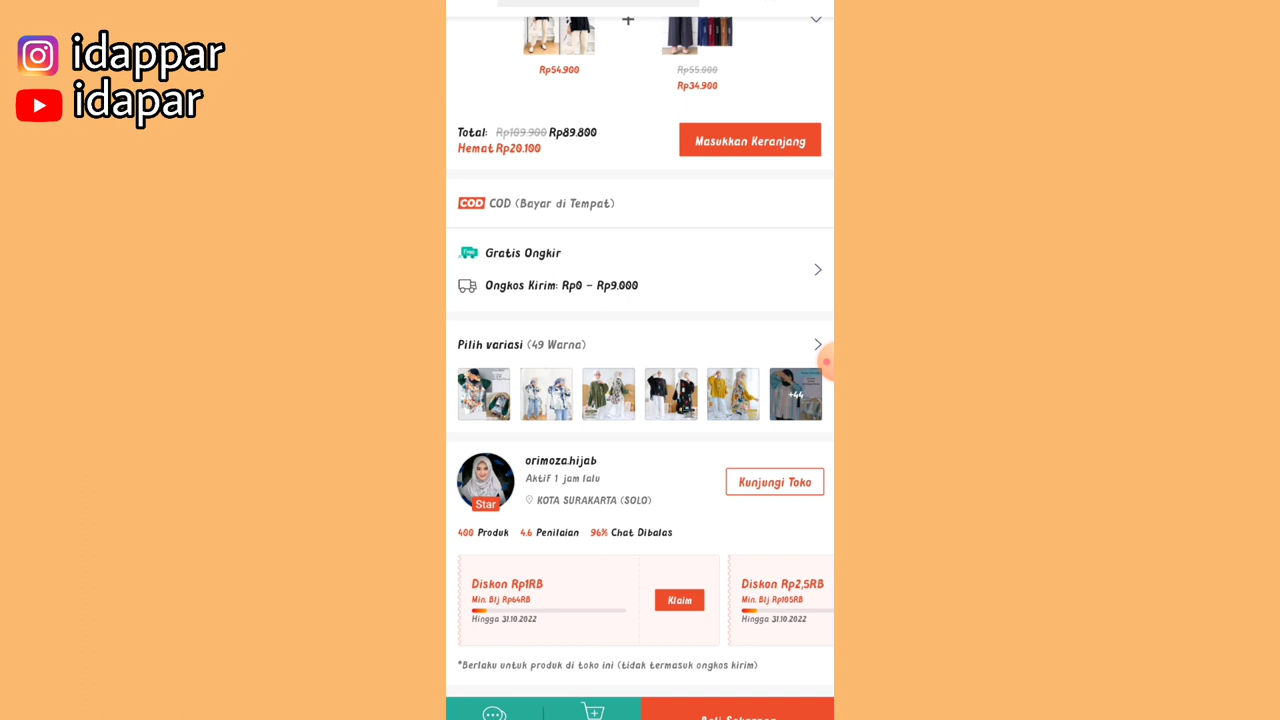 idappar
idapar
Rp54.900
Rp55.000
Rp34.900
Total: Rp109.900 Rp89.800
Hemat Rp20.100
Masukkan Keranjang
COD COD (Bayar di Tempat)
Gratis Ongkir
Ongkos Kirim: Rp0 - Rp9.000
Pilih variasi (49 Warna)
+44
orimoza.hijab
Aktif 1 jam lalu
KOTA SURAKARTA (SOLO)
Star
Kunjungi Toko
400 Produk 4.6 Penilaian 96% Chat Dibalas
Diskon Rp1RB
Min. Blj Rp64RB
Hingga 31.10.2022
Klaim
Diskon Rp2,5RB
Min. Blj Rp105RB
Hingga 31.10.2022
*Berlaku untuk produk di toko ini (tidak termasuk ongkos kirim)